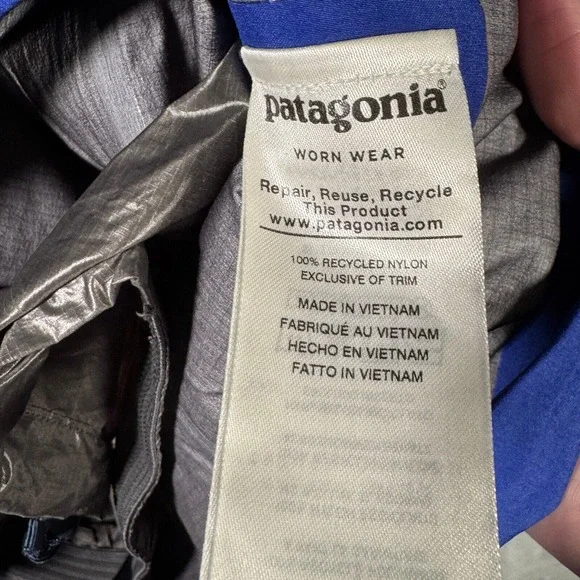 patagonia®
WORN WEAR
Repair, Reuse, Recycle
This Product
www.patagonia.com
100% RECYCLED NYLON
EXCLUSIVE OF TRIM
MADE IN VIETNAM
FABRIQUÉ AU VIETNAM
HECHO EN VIETNAM
FATTO IN VIETNAM